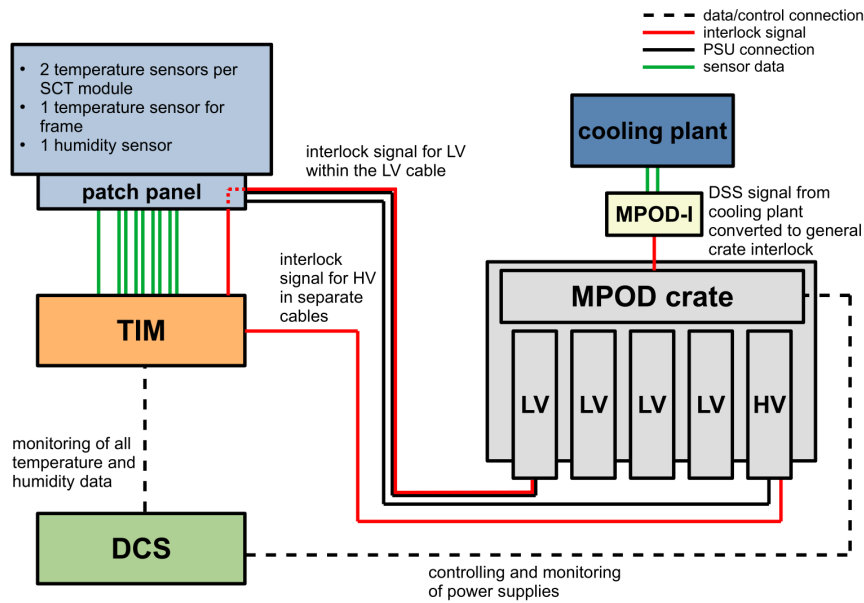 data/control connection
interlock signal
PSU connection
sensor data
• 2 temperature sensors per
SCT module
• 1 temperature sensor for
frame
• 1 humidity sensor
patch panel
interlock signal for LV
within the LV cable
cooling plant
MPOD-I
DSS signal from
cooling plant
converted to general
crate interlock
interlock
signal for HV
in separate
cables
MPOD crate
TIM
LV
LV
LV
LV
HV
monitoring of all
temperature and
humidity data
DCS
controlling and monitoring
of power supplies